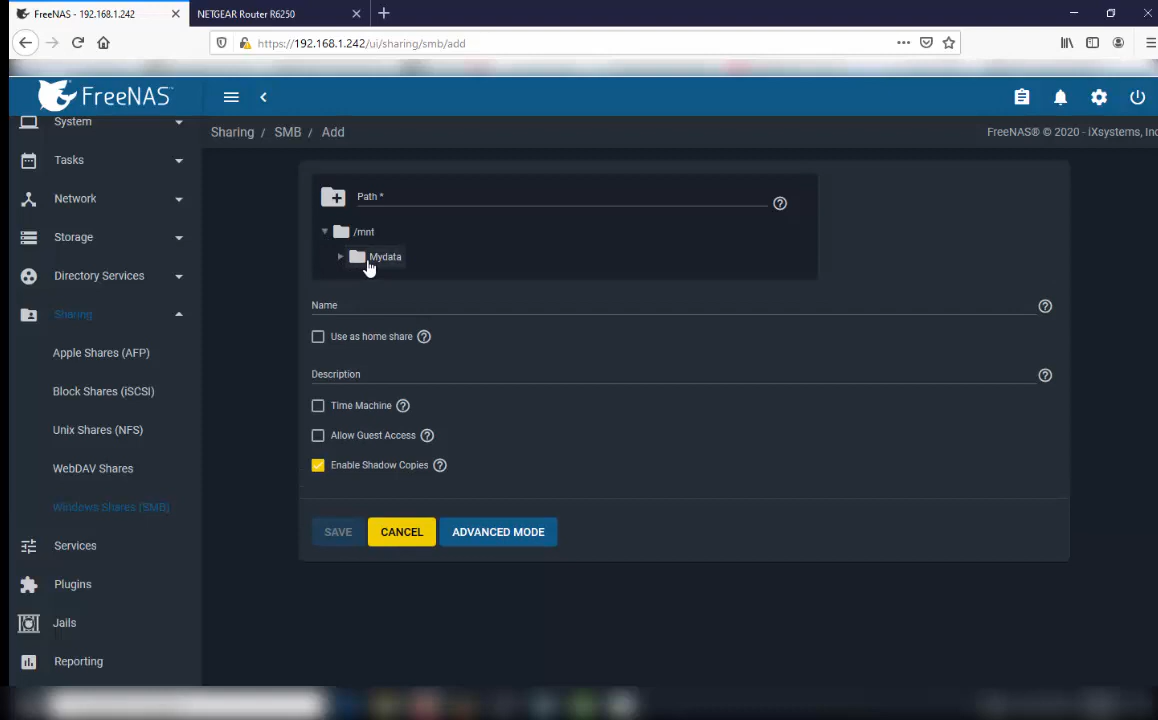 FreeNAS - 192.168.1.242
NETGEAR Router R6250
https://192.168.1.242/ui/sharing/smb/add
FreeNAS
System
Tasks
Network
Storage
Directory Services
Sharing
Apple Shares (AFP)
Block Shares (iSCSI)
Unix Shares (NFS)
WebDAV Shares
Windows Shares (SMB)
Services
Plugins
Jails
Reporting
Sharing / SMB / Add
FreeNAS® © 2020 - iXsystems, Inc
Path *
/mnt
Mydata
Name
Use as home share
Description
Time Machine
Allow Guest Access
Enable Shadow Copies
SAVE CANCEL ADVANCED MODE